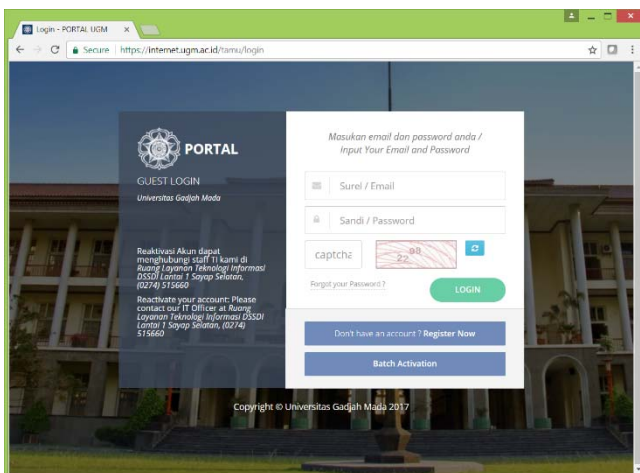 Login - PORTAL UGM
Secure
https://internet.ugm.ac.id/tamu/login
PORTAL
GUEST LOGIN
Universitas Gadjah Mada
Reaktivasi Akun dapat
menghubungi staff TI kami di
Ruang Layanan Teknologi Informasi
DSSDI Lantai 1 Sayap Selatan,
(0274) 515660
Reactivate your account: Please
contact our IT Officer at Ruang
Layanan Teknologi Informasi DSSDI
Lantai 1 Sayap Selatan, (0274)
515660
Masukan email dan password anda /
Input Your Email and Password
Surel / Email
Sandi / Password
captcha
Forgot your Password ?
LOGIN
Don't have an account ? Register Now
Batch Activation
Copyright © Universitas Gadjah Mada 2017